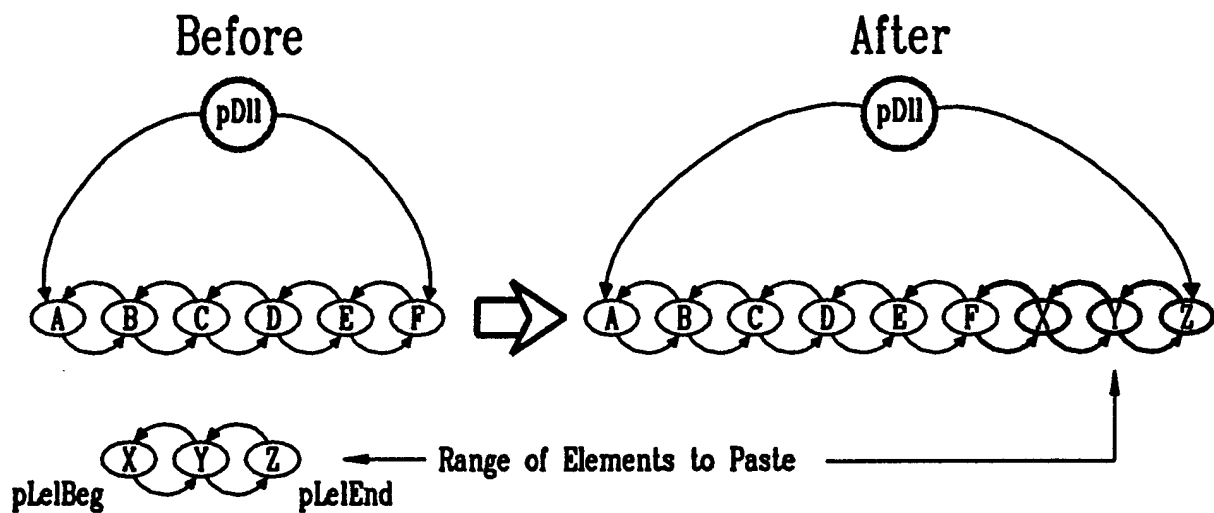 Before
After
pDll
pDll
A B C D E F
A B C D E F X Y Z
X Y Z
Range of Elements to Paste
pLelBeg
pLelEnd